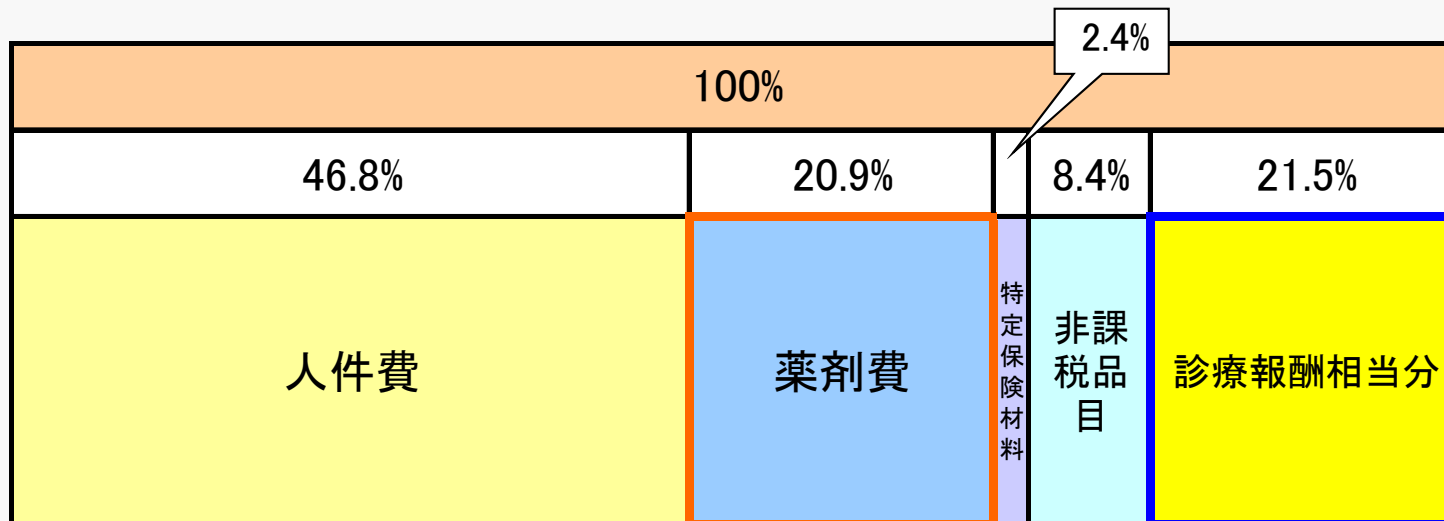 2.4%
100%
46.8%
20.9%
8.4%
21.5%
人件費
薬剤費
特定保険材料
非課
税品
目
診療報酬相当分